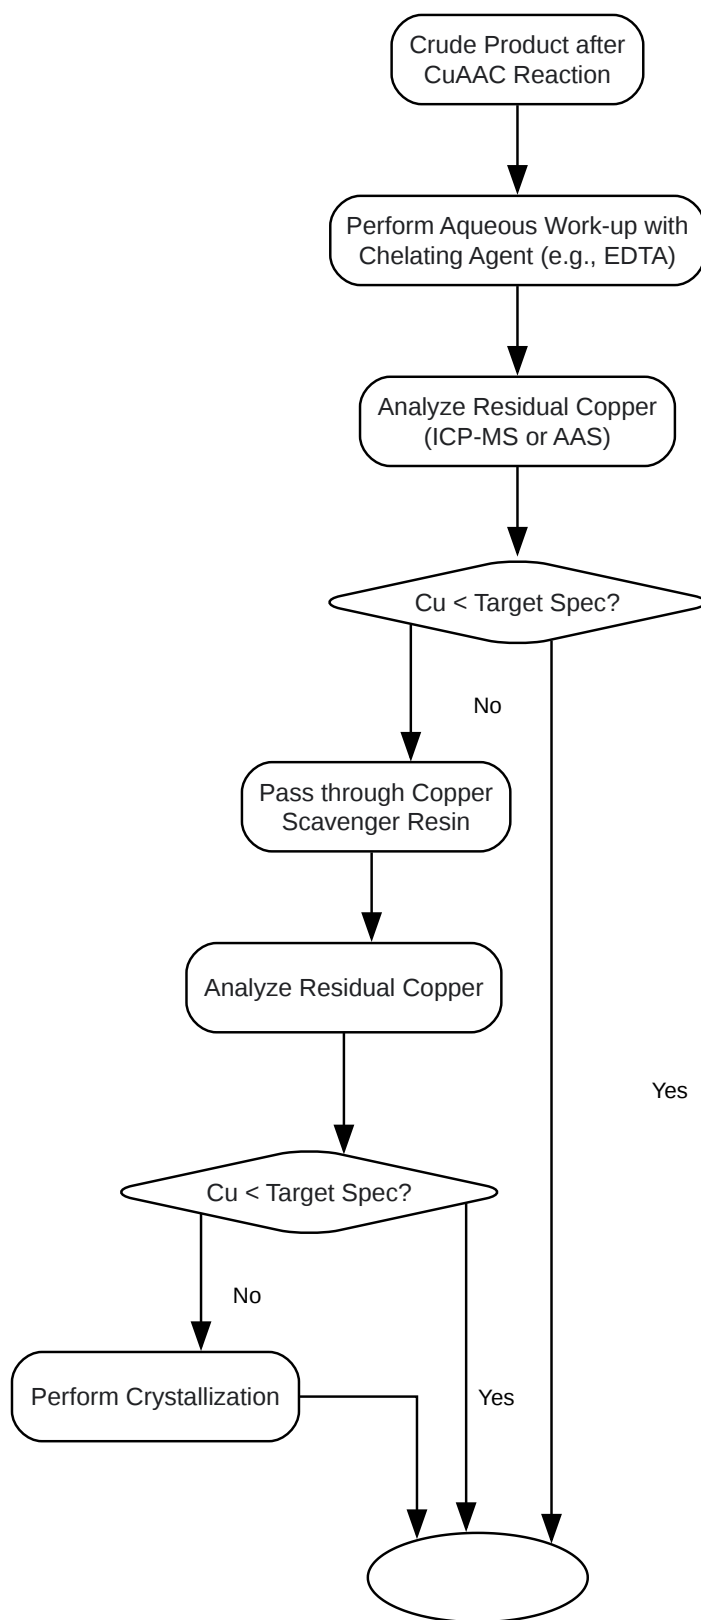 Crude Product after
CuAAC Reaction
Perform Aqueous Work-up with
Chelating Agent (e.g., EDTA)
Analyze Residual Copper
(ICP-MS or AAS)
Cu < Target Spec?
No
Pass through Copper
Scavenger Resin
Analyze Residual Copper
Yes
Cu < Target Spec?
No
Perform Crystallization
Yes